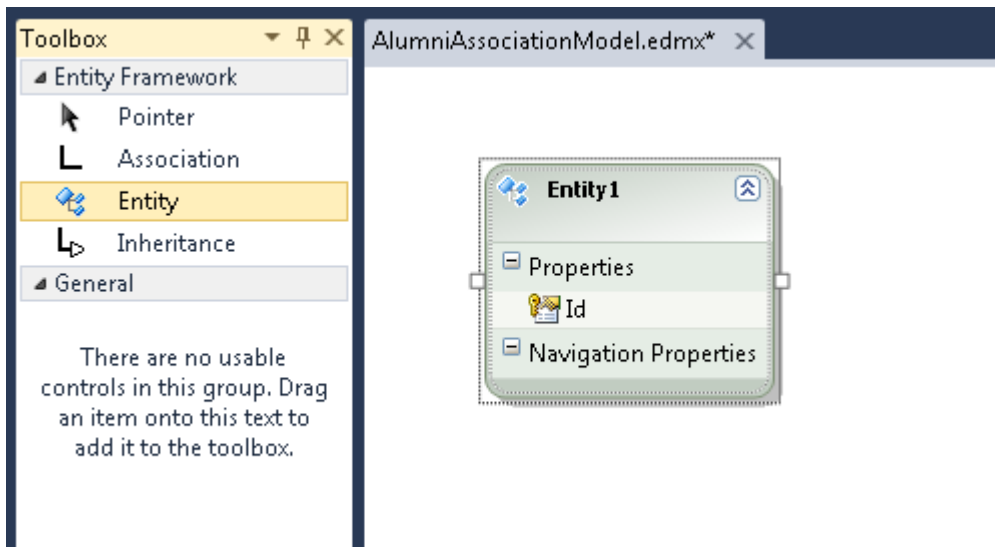 Toolbox
Entity Framework
Pointer
Association
Entity
Inheritance
General
There are no usable
controls in this group. Drag
an item onto this text to
add it to the toolbox.
AlumniAssociationModel.edmx*
Entity1
Properties
Id
Navigation Properties